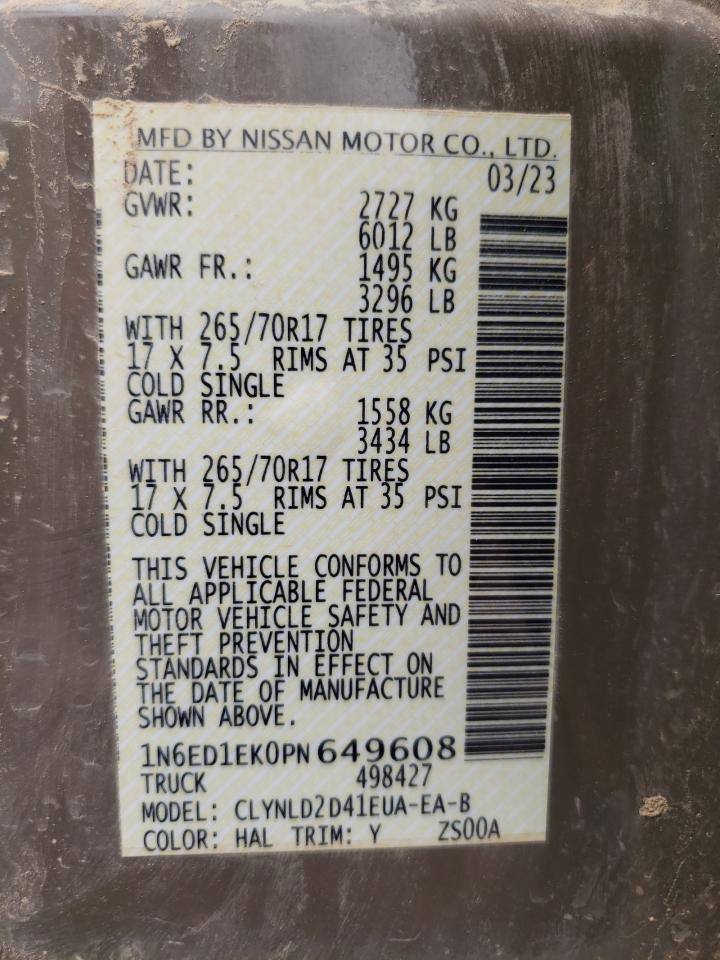 MFD BY NISSAN MOTOR CO., LTD.
DATE: 03/23
GVWR: 2727 KG
6012 LB
GAWR FR.: 1495 KG
3296 LB
WITH 265/70R17 TIRES
17 X 7.5 RIMS AT 35 PSI
COLD SINGLE
GAWR RR.: 1558 KG
3434 LB
WITH 265/70R17 TIRES
17 X 7.5 RIMS AT 35 PSI
COLD SINGLE
THIS VEHICLE CONFORMS TO
ALL APPLICABLE FEDERAL
MOTOR VEHICLE SAFETY AND
THEFT PREVENTION
STANDARDS IN EFFECT ON
THE DATE OF MANUFACTURE
SHOWN ABOVE.
1N6ED1EK0PN649608
TRUCK 498427
MODEL: CLYNLD2D41EUA-EA-B
COLOR: HAL TRIM: Y ZS00A